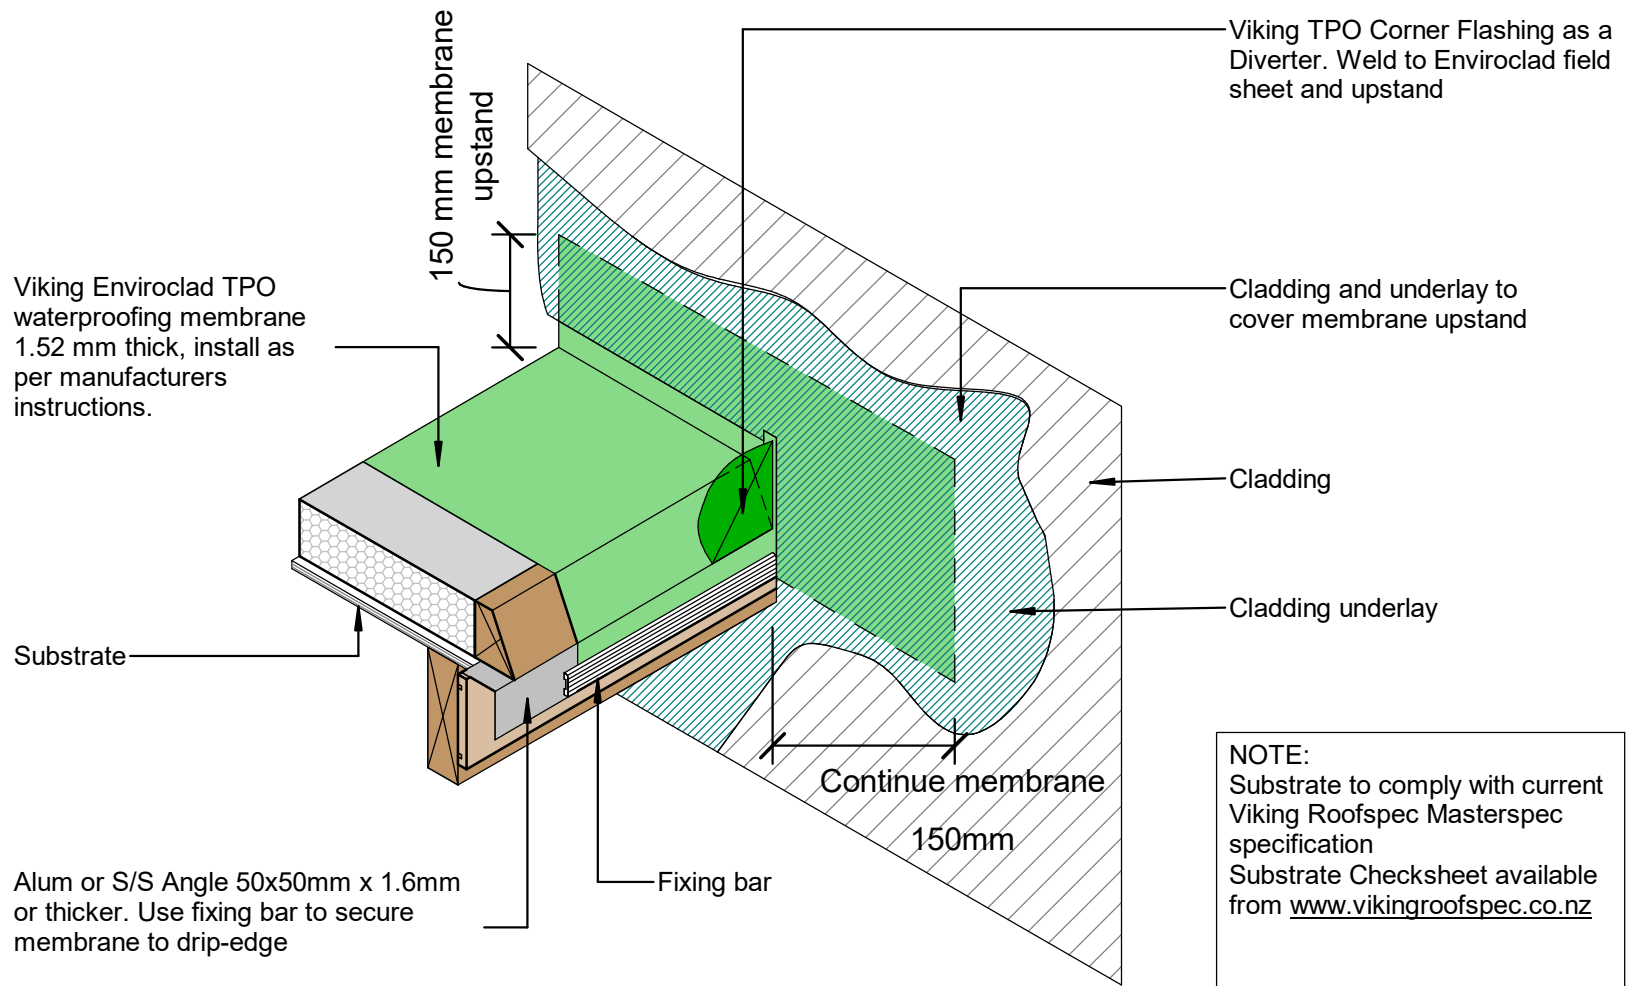 150 mm membrane
upstand
Viking TPO Corner Flashing as a
Diverter. Weld to Enviroclad field
sheet and upstand
Viking Enviroclad TPO
waterproofing membrane
1.52 mm thick, install as
per manufacturers
instructions.
Cladding and underlay to
cover membrane upstand
Cladding
Cladding underlay
Substrate
Continue membrane
150mm
Alum or S/S Angle 50x50mm x 1.6mm
or thicker. Use fixing bar to secure
membrane to drip-edge
Fixing bar
NOTE:
Substrate to comply with current
Viking Roofspec Masterspec
specification
Substrate Checksheet available
from www.vikingroofspec.co.nz